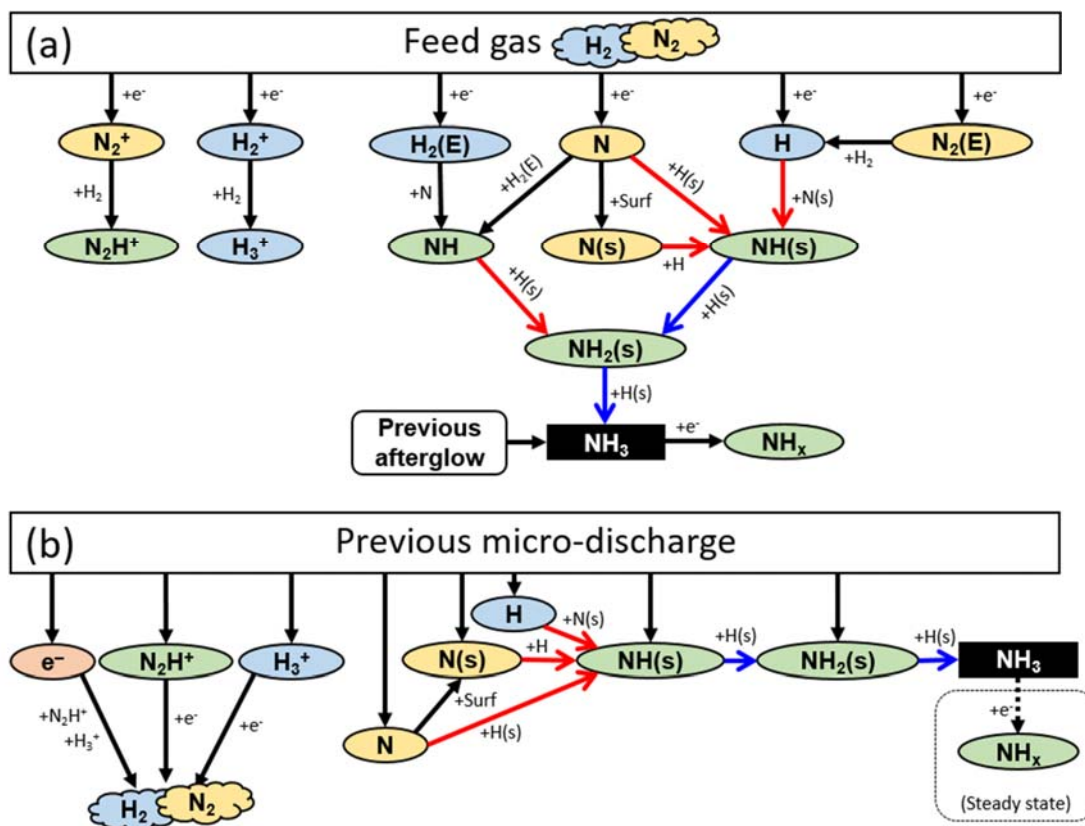 (a)
Feed gas
H₂ N₂
+e⁻ +e⁻ +e⁻ +e⁻ +e⁻ +e⁻
N₂⁺ H₂⁺ H₂(E) N H N₂(E)
+H₂
+H₂ +H₂ +N +H₂(E) +Surf +H(s) +N(s)
N₂H⁺ H₃⁺ NH N(s) NH(s)
+H
+H(s) +H(s)
NH₂(s)
+H(s)
Previous
afterglow
NH₃ +e⁻ NHₓ
(b)
Previous micro-discharge
H
+N(s)
e⁻ N₂H⁺ H₃⁺ N(s) +H NH(s) +H(s) NH₂(s) +H(s) NH₃
+Surf
+N₂H⁺
+H₃⁺
+e⁻ +e⁻
N +H(s)
+e⁻
NHₓ
(Steady state)
H₂ N₂